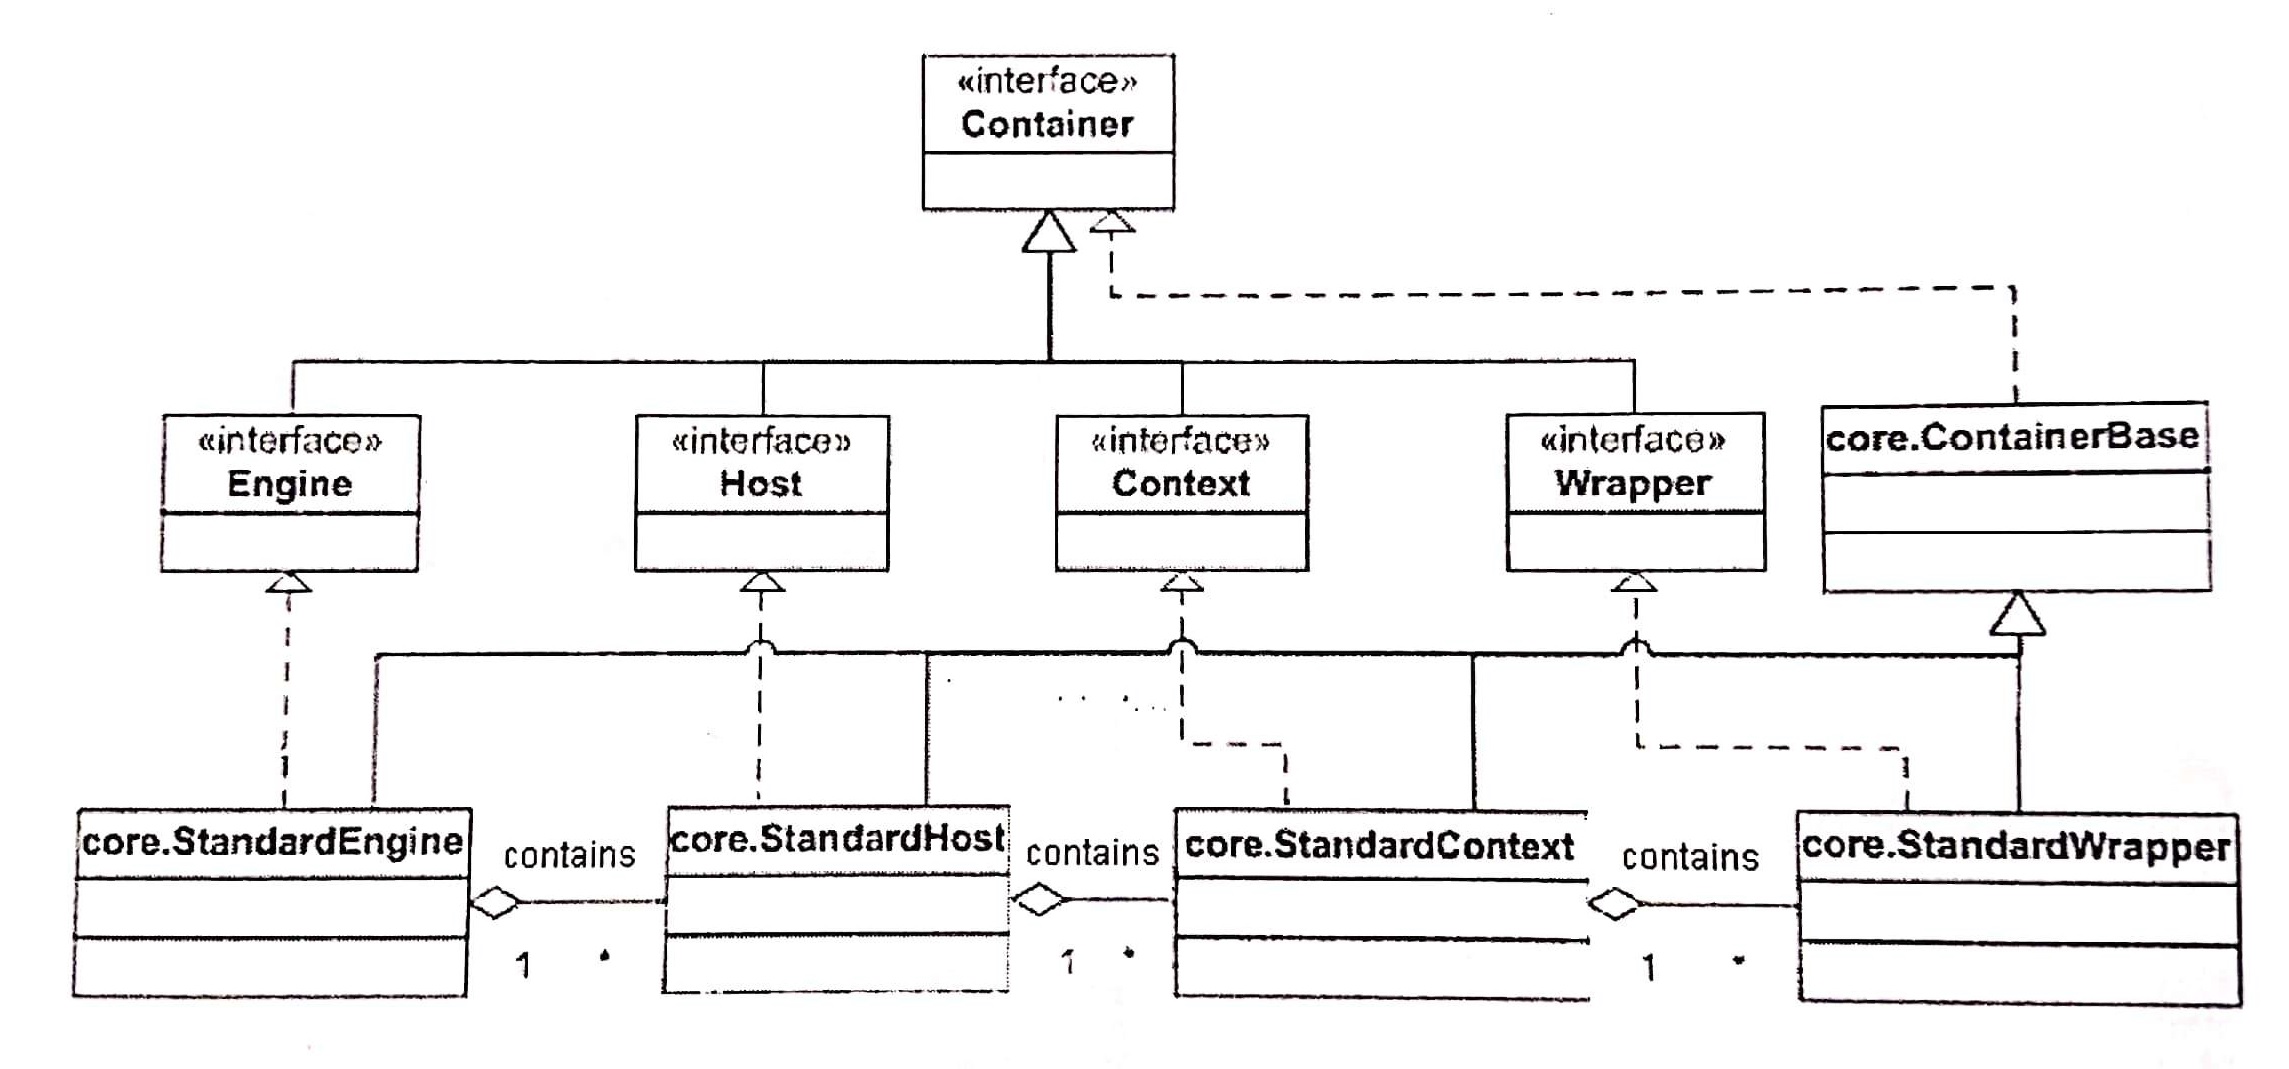 «interface»
Container
«interface»
Engine
«interface»
Host
«interface»
Context
«interface»
Wrapper
core.ContainerBase
core.StandardEngine
contains
1 *
core.StandardHost
contains
1 *
core.StandardContext
contains
1 *
core.StandardWrapper